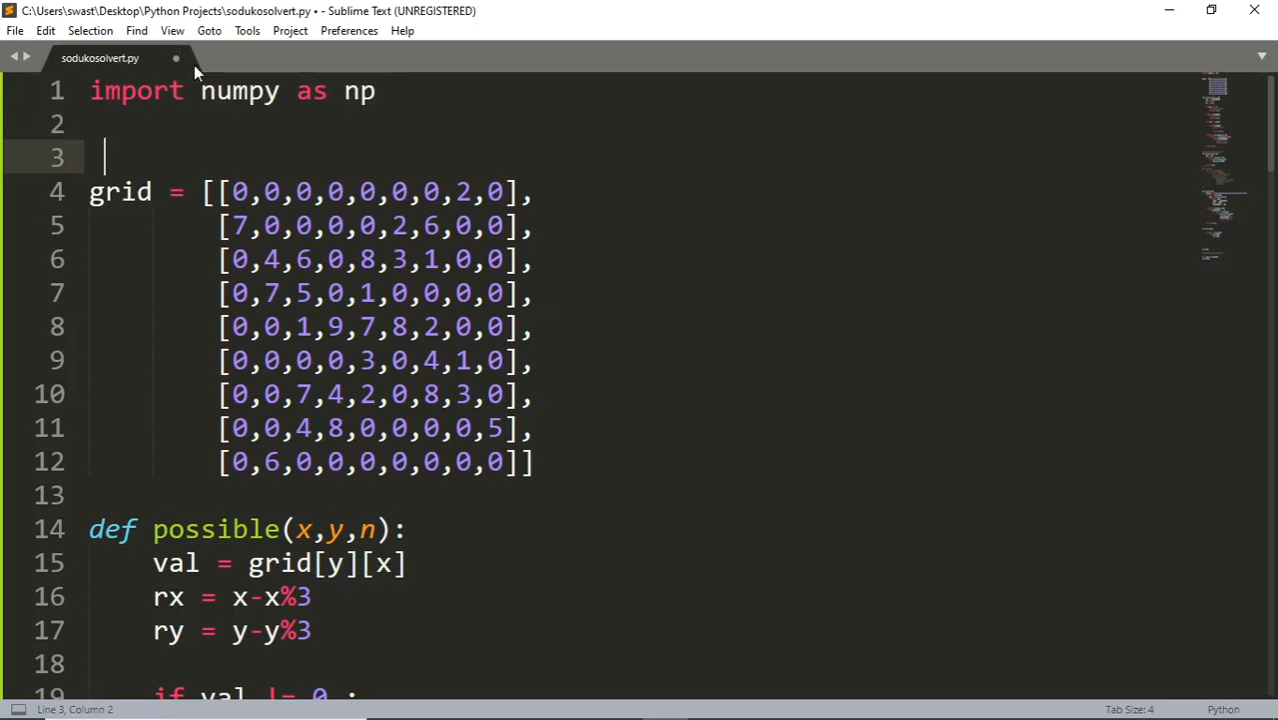 C:\Users\swast\Desktop\Python Projects\sodukosolvert.py • - Sublime Text (UNREGISTERED)
File Edit Selection Find View Goto Tools Project Preferences Help
sodukosolvert.py
1 import numpy as np
2
3
4 grid = [[0,0,0,0,0,0,0,2,0],
5 [7,0,0,0,0,2,6,0,0],
6 [0,4,6,0,8,3,1,0,0],
7 [0,7,5,0,1,0,0,0,0],
8 [0,0,1,9,7,8,2,0,0],
9 [0,0,0,0,3,0,4,1,0],
10 [0,0,7,4,2,0,8,3,0],
11 [0,0,4,8,0,0,0,0,5],
12 [0,6,0,0,0,0,0,0,0]]
13
14 def possible(x,y,n):
15 val = grid[y][x]
16 rx = x-x%3
17 ry = y-y%3
18
19 if val != 0 :
Line 3, Column 2 Tab Size: 4 Python